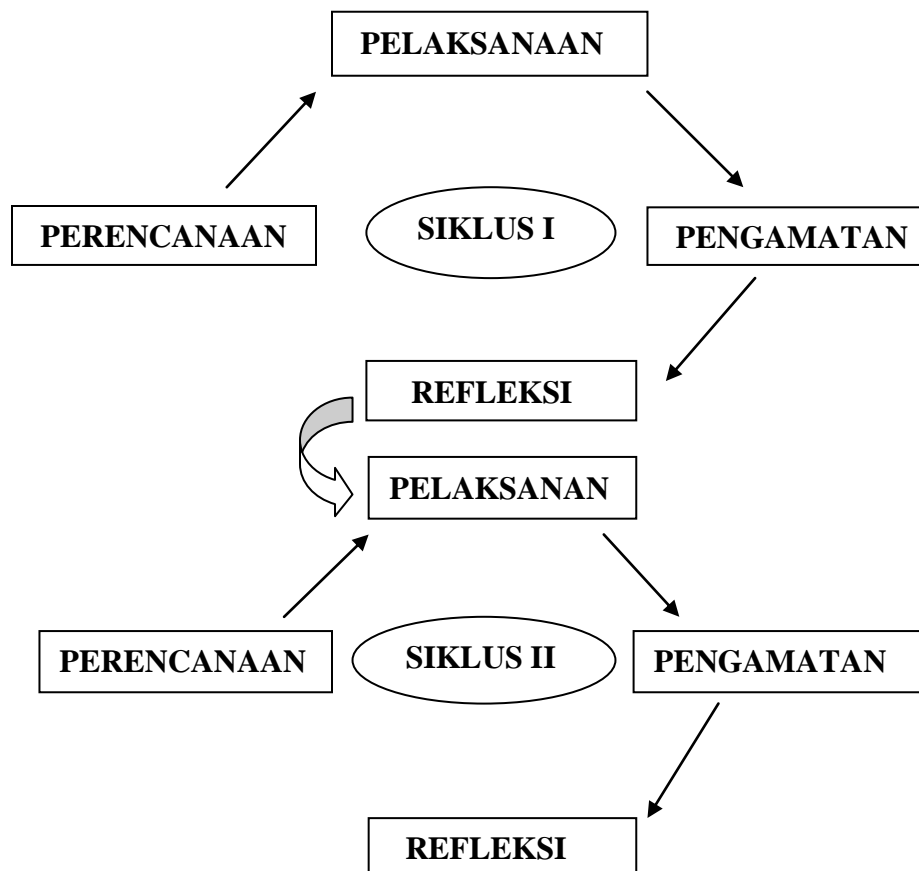 PELAKSANAAN
PERENCANAAN
SIKLUS I
PENGAMATAN
REFLEKSI
PELAKSANAN
PERENCANAAN
SIKLUS II
PENGAMATAN
REFLEKSI